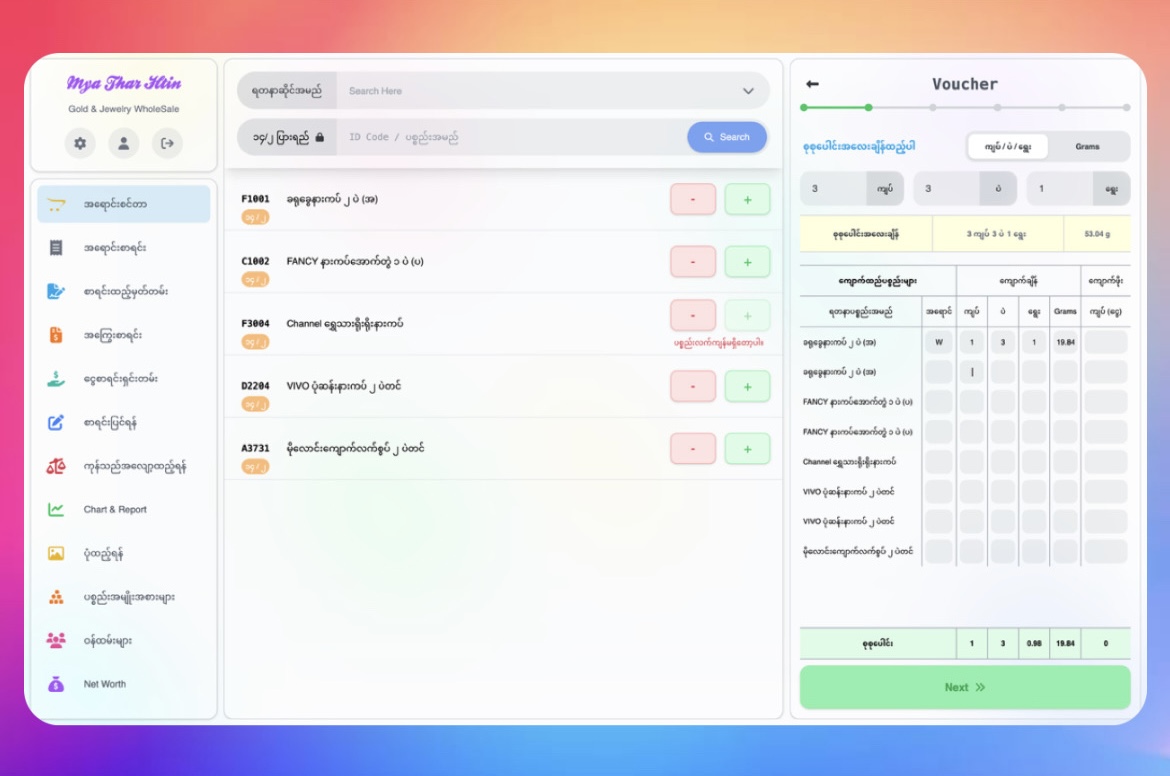 Mya Thar Htin
Gold & Jewelry WholeSale
အရောင်းစင်တာ
အရောင်းစာရင်း
စာရင်းထည့်မှတ်တမ်း
အကြွေးစာရင်း
ငွေစာရင်းရှင်းတမ်း
စာရင်းပြင်ရန်
ကုန်သည်အလျော့ထည့်ရန်
Chart & Report
ပုံထည့်ရန်
ပစ္စည်းအမျိုးအစားများ
ဝန်ထမ်းများ
Net Worth
ရတနာဆိုင်အမည် Search Here
၁၄/၂ ပြားရည် ID Code / ပစ္စည်းအမည် Search
F1001 ခရုခွေနားကပ် ၂ ပဲ (အ) - +
၁၄/၂
C1002 FANCY နားကပ်အောက်တွဲ ၁ ပဲ (ပ) - +
၁၄/၂
F3004 Channel ရွှေသားရိုးရိုးနားကပ် - +
၁၄/၂ ပစ္စည်းလက်ကျန်မရှိတော့ပါ။
D2204 VIVO ပုံဆန်းနားကပ် ၂ ပဲတင် - +
၁၄/၂
A3731 မိုလောင်းကျောက်လက်စွပ် ၂ ပဲတင် - +
၁၄/၂
Voucher
စုစုပေါင်းအလေးချိန်ထည့်ပါ ကျပ် / ပဲ / ရွေး Grams
3 ကျပ် 3 ပဲ 1 ရွေး
စုစုပေါင်းအလေးချိန် 3 ကျပ် 3 ပဲ 1 ရွေး 53.04 g
ကျောက်ထည်ပစ္စည်းများ ကျောက်ချိန် ကျောက်ဖိုး
ရတနာပစ္စည်းအမည် အရောင် ကျပ် ပဲ ရွေး Grams ကျပ် (ငွေ)
ခရုခွေနားကပ် ၂ ပဲ (အ) W 1 3 1 19.84
ခရုခွေနားကပ် ၂ ပဲ (အ)
FANCY နားကပ်အောက်တွဲ ၁ ပဲ (ပ)
FANCY နားကပ်အောက်တွဲ ၁ ပဲ (ပ)
Channel ရွှေသားရိုးရိုးနားကပ်
VIVO ပုံဆန်းနားကပ် ၂ ပဲတင်
VIVO ပုံဆန်းနားကပ် ၂ ပဲတင်
မိုလောင်းကျောက်လက်စွပ် ၂ ပဲတင်
စုစုပေါင်း 1 3 0.98 19.84 0
Next